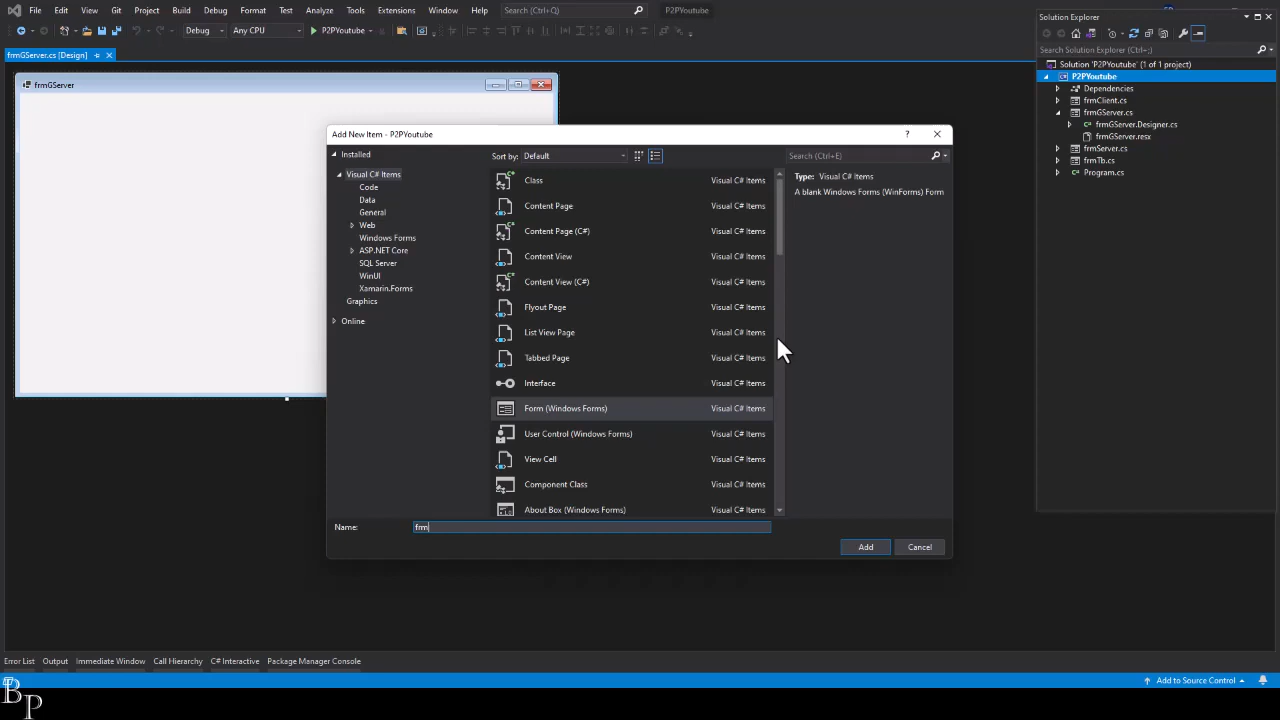 File Edit View Git Project Build Debug Format Test Analyze Tools Extensions Window Help Search (Ctrl+Q) P2PYoutube
Debug Any CPU P2PYoutube
frmGServer.cs [Design]
frmGServer
Add New Item - P2PYoutube
Installed
Visual C# Items
Code
Data
General
Web
Windows Forms
ASP.NET Core
SQL Server
WinUI
Xamarin.Forms
Graphics
Online
Sort by: Default
Search (Ctrl+E)
Class Visual C# Items
Content Page Visual C# Items
Content Page (C#) Visual C# Items
Content View Visual C# Items
Content View (C#) Visual C# Items
Flyout Page Visual C# Items
List View Page Visual C# Items
Tabbed Page Visual C# Items
Interface Visual C# Items
Form (Windows Forms) Visual C# Items
User Control (Windows Forms) Visual C# Items
View Cell Visual C# Items
Component Class Visual C# Items
About Box (Windows Forms) Visual C# Items
Type: Visual C# Items
A blank Windows Forms (WinForms) Form
Name: frm
Add Cancel
Solution Explorer
Search Solution Explorer (Ctrl+;)
Solution 'P2PYoutube' (1 of 1 project)
P2PYoutube
Dependencies
frmClient.cs
frmGServer.cs
frmGServer.Designer.cs
frmGServer.resx
frmServer.cs
frmTb.cs
Program.cs
Error List Output Immediate Window Call Hierarchy C# Interactive Package Manager Console
Add to Source Control
B
P